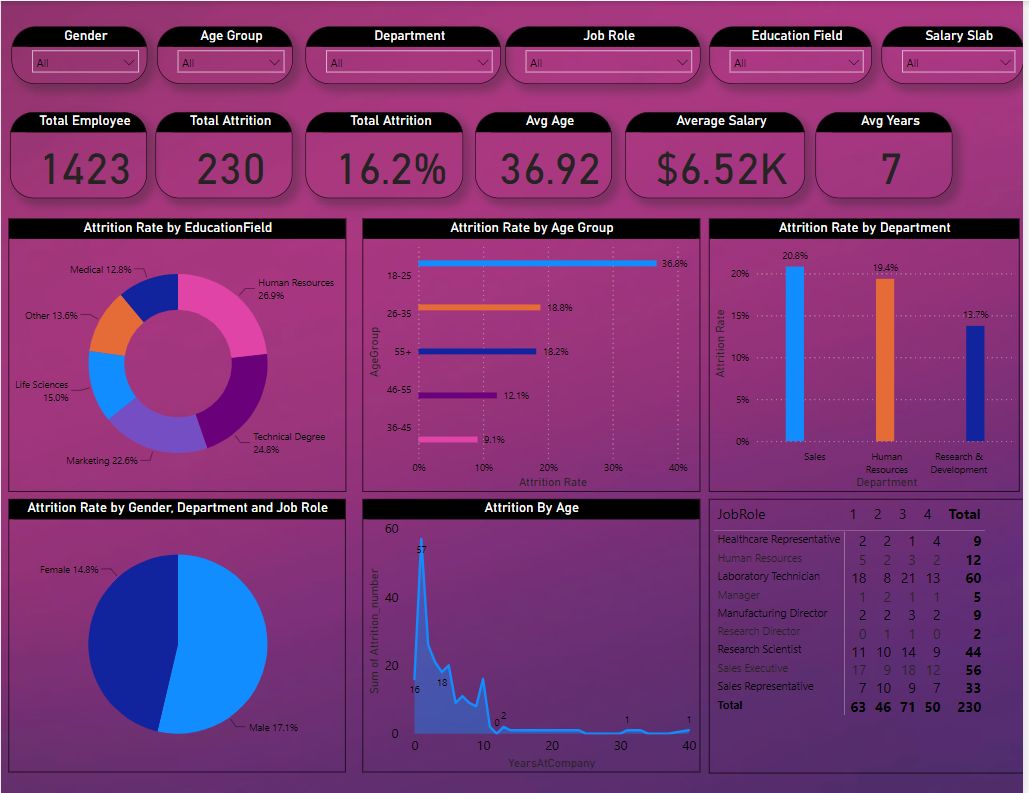 Gender
Age Group
Department
Job Role
Education Field
Salary Slab
All
All
All
All
All
All
Total Employee
Total Attrition
Total Attrition
Avg Age
Average Salary
Avg Years
1423
230
16.2%
36.92
$6.52K
7
Attrition Rate by EducationField
Medical 12.8%
Human Resources
26.9%
Other 13.6%
Life Sciences
15.0%
Technical Degree
24.8%
Marketing 22.6%
Attrition Rate by Age Group
AgeGroup
18-25
36.8%
26-35
18.8%
55+
18.2%
46-55
12.1%
36-45
9.1%
0% 10% 20% 30% 40%
Attrition Rate
Attrition Rate by Department
Attrition Rate
20%
15%
10%
5%
0%
20.8%
19.4%
13.7%
Sales
Human
Resources
Research &
Development
Department
Attrition Rate by Gender, Department and Job Role
Female 14.8%
Male 17.1%
Attrition By Age
Sum of Attrition_number
60
40
20
0
57
16
18
0
2
1
1
0 10 20 30 40
YearsAtCompany
JobRole 1 2 3 4 Total
Healthcare Representative 2 2 1 4 9
Human Resources 5 2 3 2 12
Laboratory Technician 18 8 21 13 60
Manager 1 2 1 1 5
Manufacturing Director 2 2 3 2 9
Research Director 0 1 1 0 2
Research Scientist 11 10 14 9 44
Sales Executive 17 9 18 12 56
Sales Representative 7 10 9 7 33
Total 63 46 71 50 230